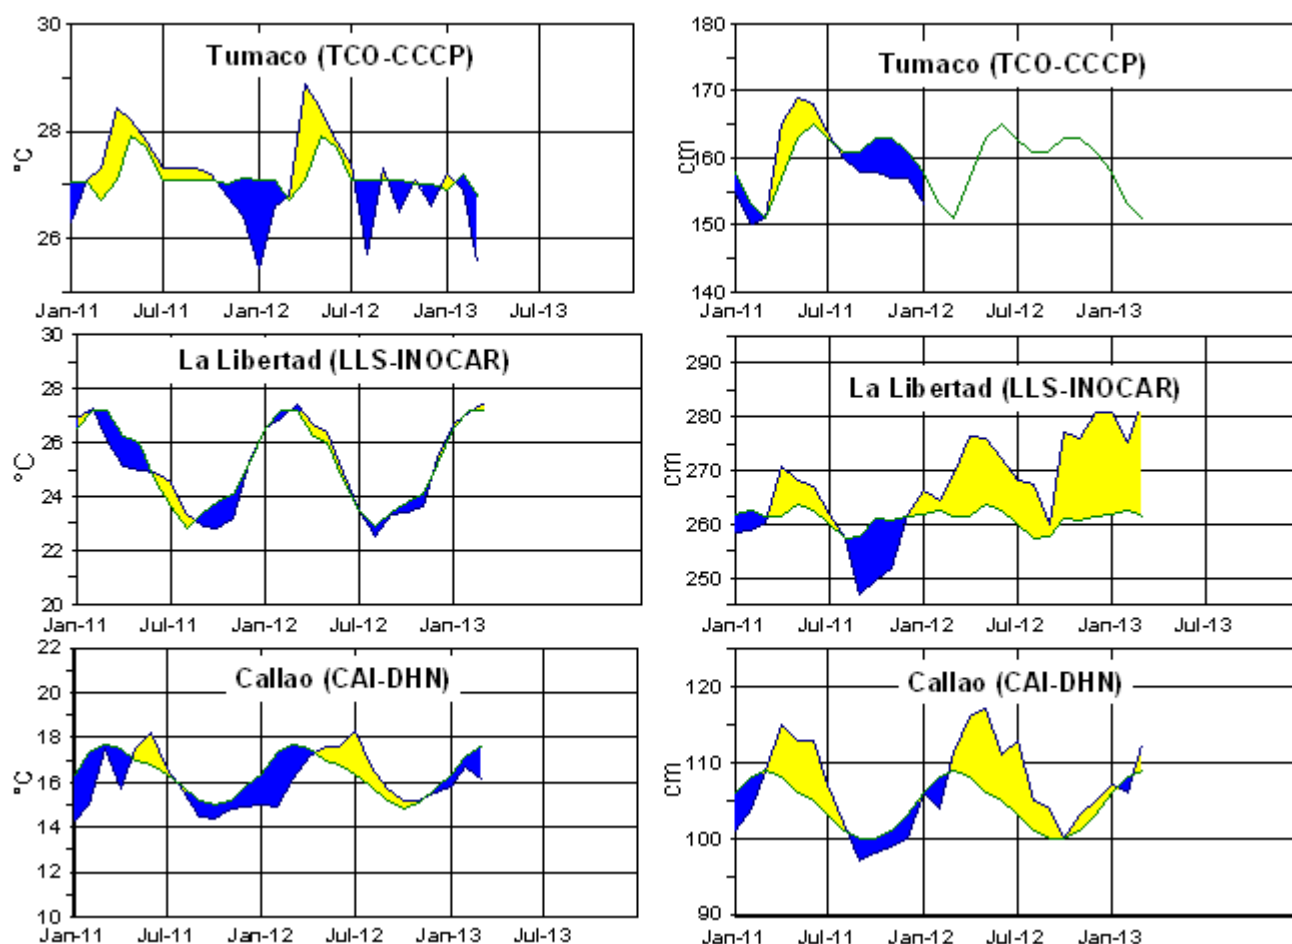 30
28
26
°C
Tumaco (TCO-CCCP)
Jan-11 Jul-11 Jan-12 Jul-12 Jan-13 Jul-13
180
170
160
150
140
cm
Tumaco (TCO-CCCP)
Jan-11 Jul-11 Jan-12 Jul-12 Jan-13
30
28
26
24
22
20
°C
La Libertad (LLS-INOCAR)
Jan-11 Jul-11 Jan-12 Jul-12 Jan-13
290
280
270
260
250
cm
La Libertad (LLS-INOCAR)
Jan-11 Jul-11 Jan-12 Jul-12 Jan-13 Jul-13
22
20
18
16
14
12
10
°C
Callao (CAI-DHN)
Jan-11 Jul-11 Jan-12 Jul-12 Jan-13 Jul-13
120
110
100
90
cm
Callao (CAI-DHN)
Jan-11 Jul-11 Jan-12 Jul-12 Jan-13